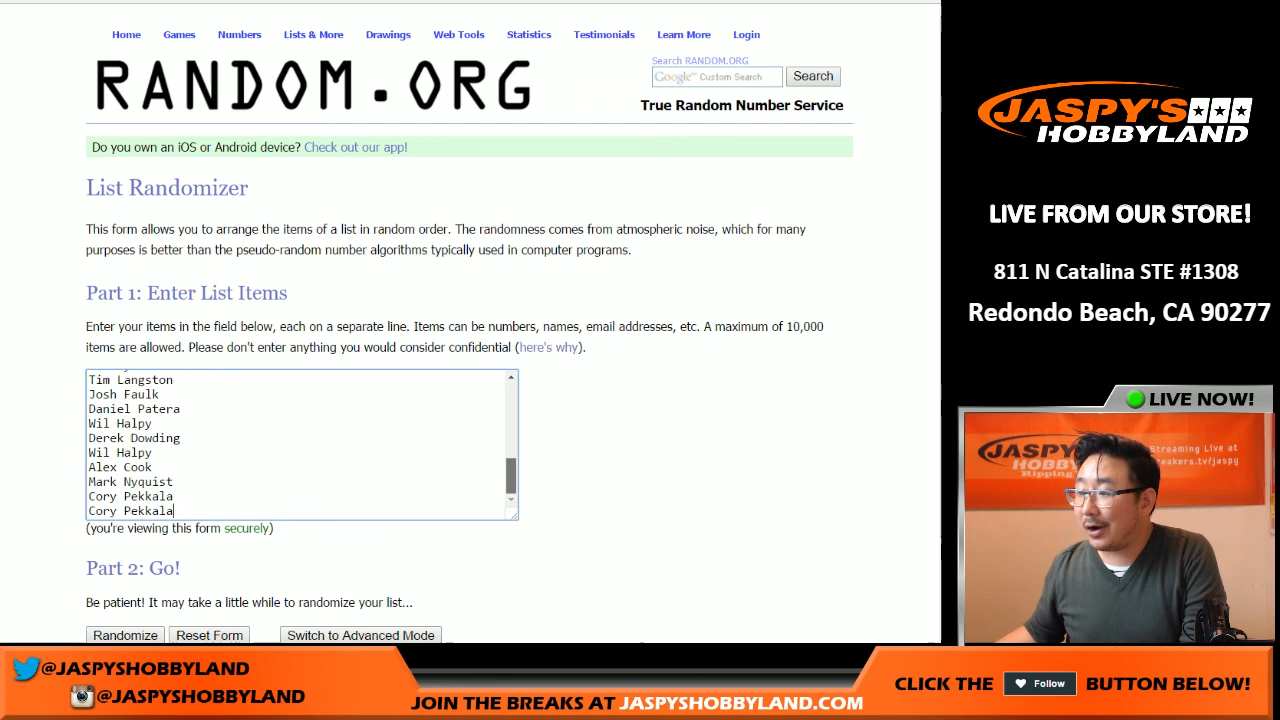 Home Games Numbers Lists & More Drawings Web Tools Statistics Testimonials Learn More Login
RANDOM.ORG
Search RANDOM.ORG
Google™ Custom Search Search
True Random Number Service
Do you own an iOS or Android device? Check out our app!
List Randomizer
This form allows you to arrange the items of a list in random order. The randomness comes from atmospheric noise, which for many
purposes is better than the pseudo-random number algorithms typically used in computer programs.
Part 1: Enter List Items
Enter your items in the field below, each on a separate line. Items can be numbers, names, email addresses, etc. A maximum of 10,000
items are allowed. Please don't enter anything you would consider confidential (here's why).
Tim Langston
Josh Faulk
Daniel Patera
Wil Halpy
Derek Dowding
Wil Halpy
Alex Cook
Mark Nyquist
Cory Pekkala
Cory Pekkala
(you're viewing this form securely)
Part 2: Go!
Be patient! It may take a little while to randomize your list...
Randomize Reset Form Switch to Advanced Mode
JASPY'S
HOBBYLAND
LIVE FROM OUR STORE!
811 N Catalina STE #1308
Redondo Beach, CA 90277
LIVE NOW!
JASPY
HOBBY
Ripping
Streaming Live at
reakers.tv/jaspy
@JASPYSHOBBYLAND
@JASPYSHOBBYLAND
JOIN THE BREAKS AT JASPYSHOBBYLAND.COM
CLICK THE Follow BUTTON BELOW!